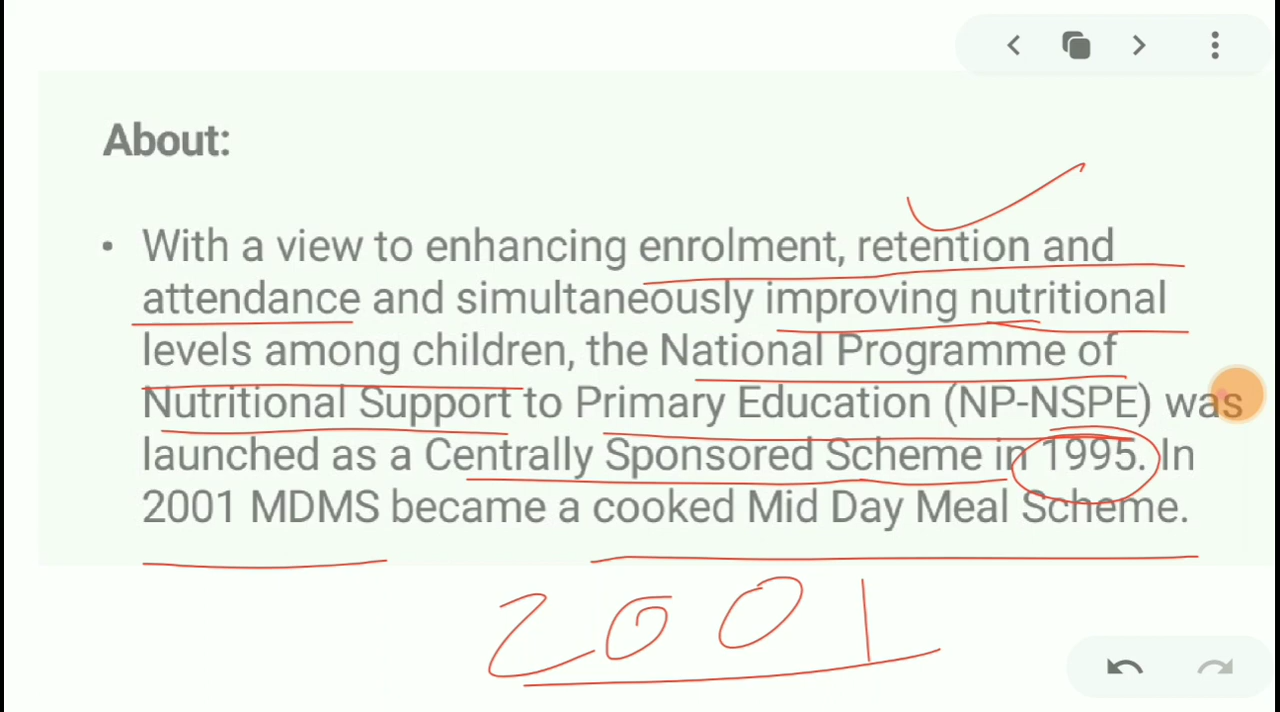 About:
• With a view to enhancing enrolment, retention and
attendance and simultaneously improving nutritional
levels among children, the National Programme of
Nutritional Support to Primary Education (NP-NSPE) was
launched as a Centrally Sponsored Scheme in 1995. In
2001 MDMS became a cooked Mid Day Meal Scheme.
2001